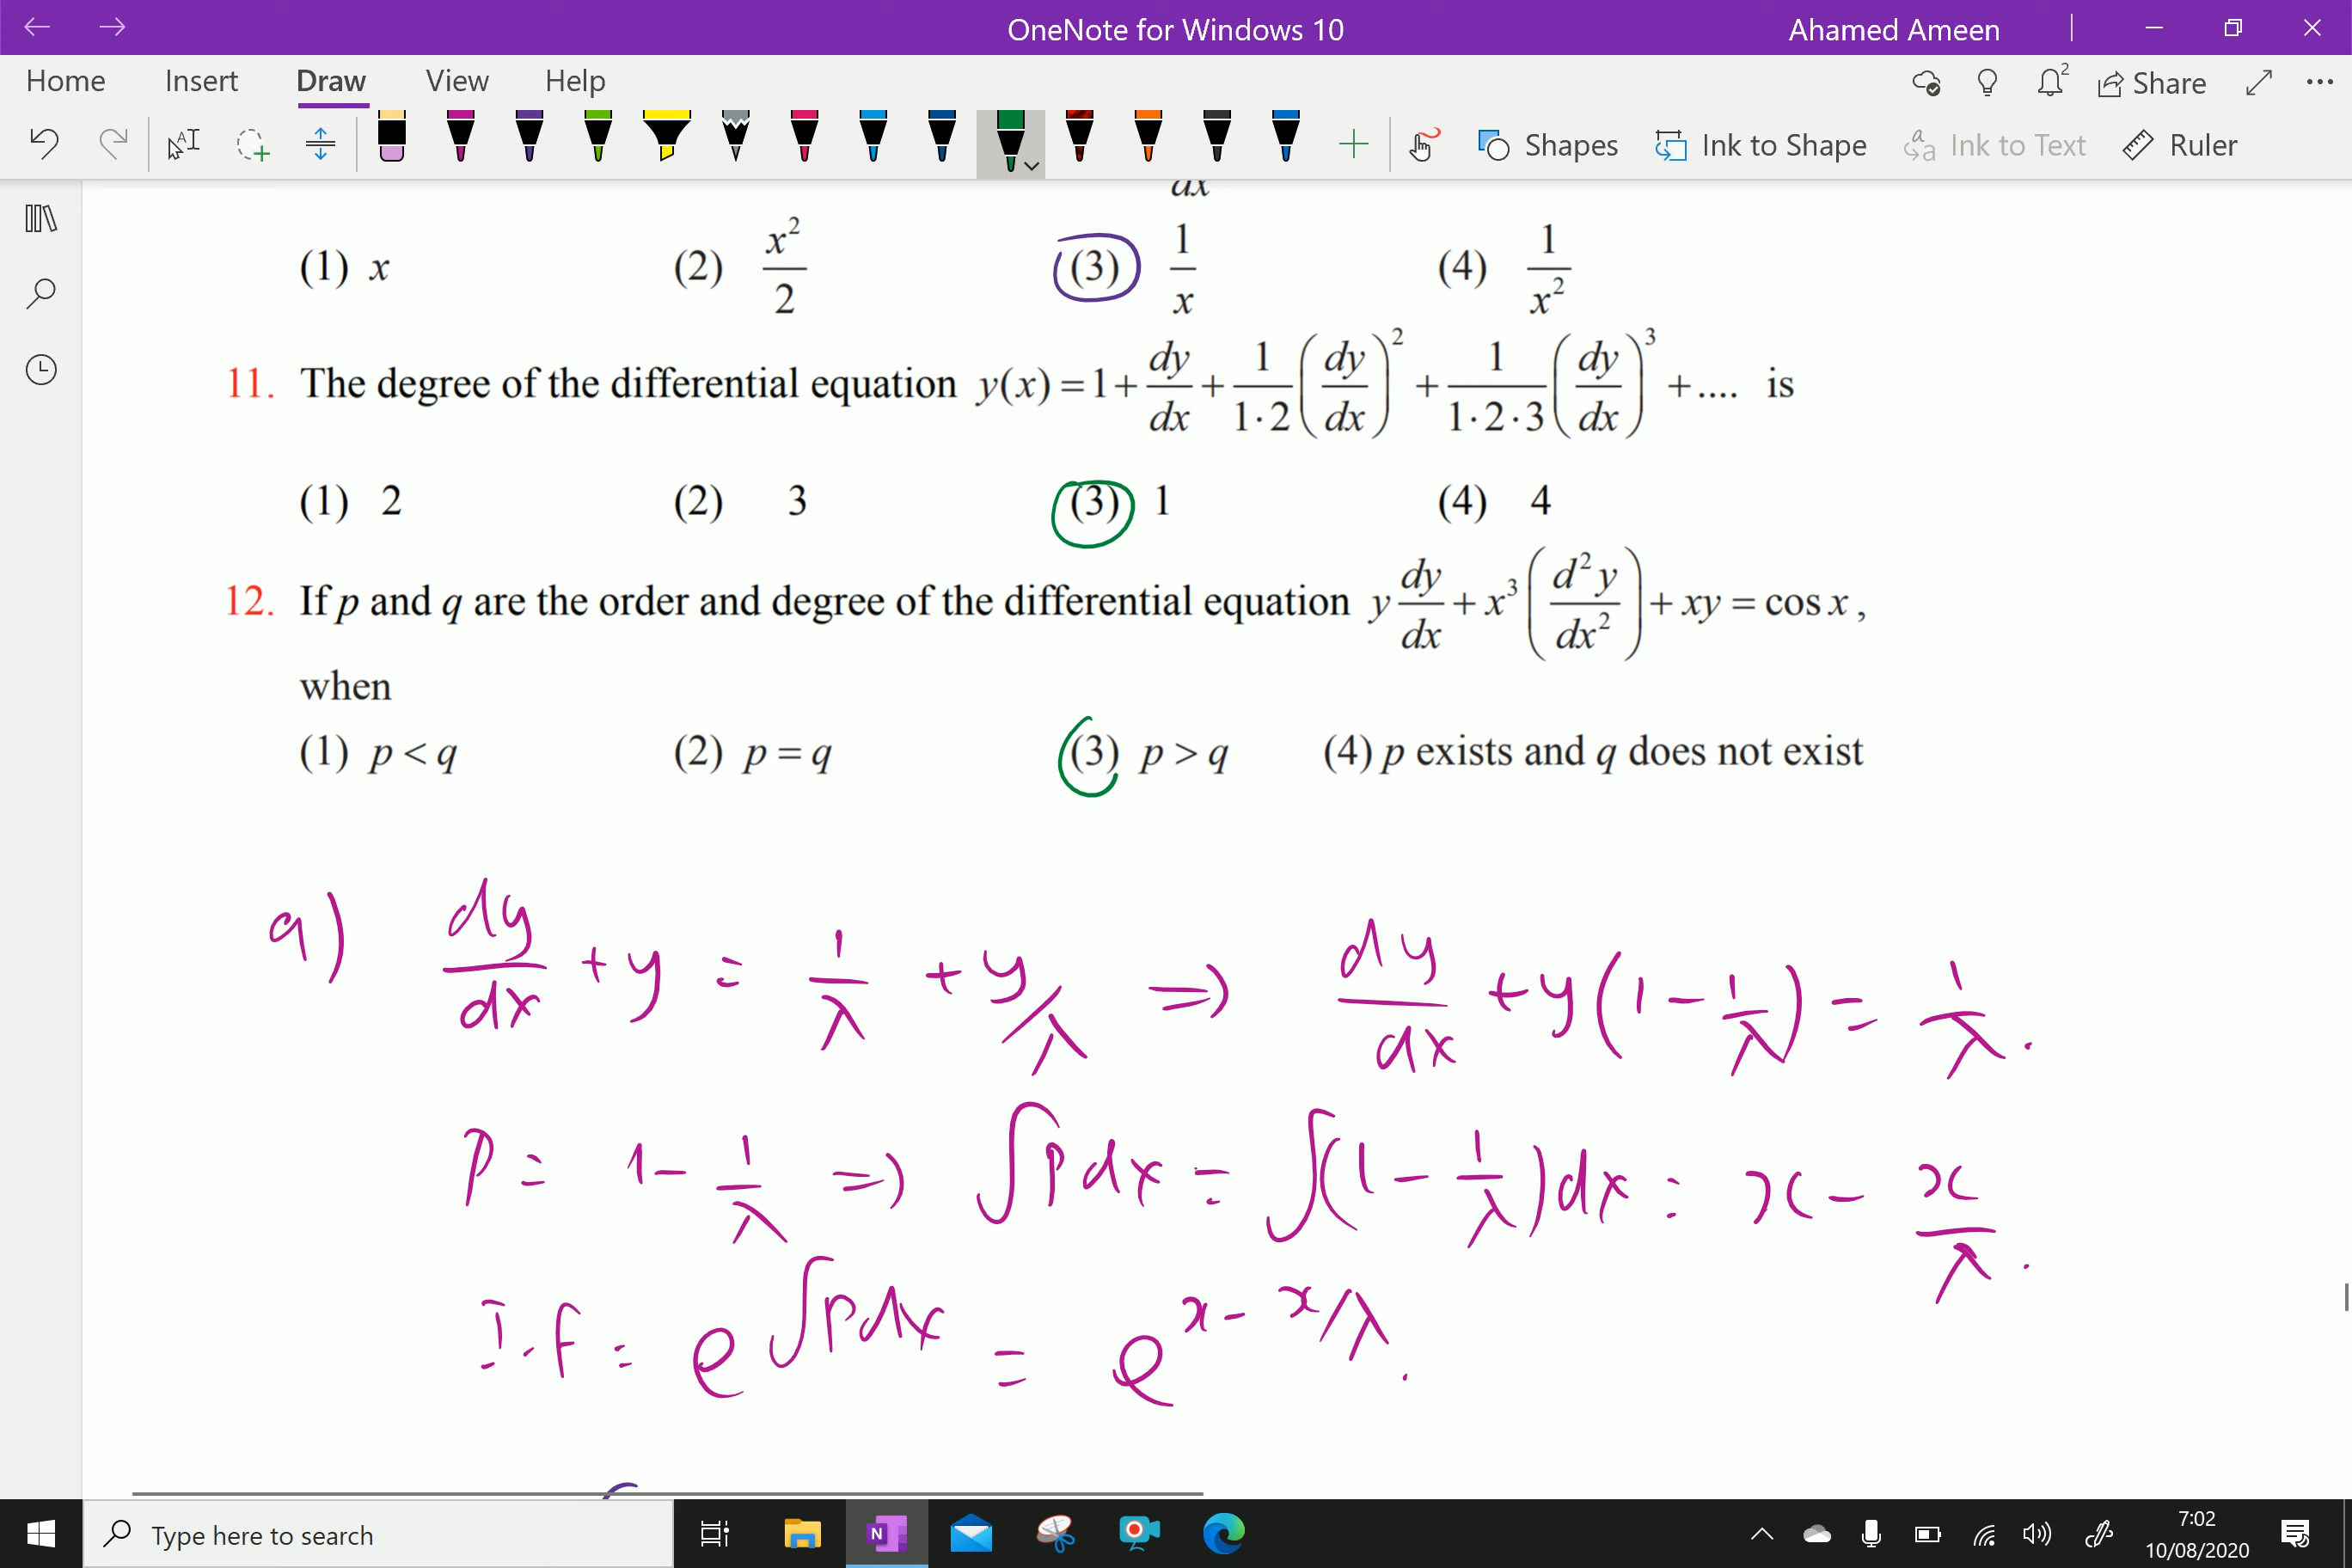 OneNote for Windows 10 Ahamed Ameen
Home Insert Draw View Help 2 Share
Shapes Ink to Shape Ink to Text Ruler
dx
(1) x (2) x²/2 (3) 1/x (4) 1/x²
11. The degree of the differential equation y(x) = 1 + dy/dx + 1/(1·2) (dy/dx)² + 1/(1·2·3) (dy/dx)³ + .... is
(1) 2 (2) 3 (3) 1 (4) 4
12. If p and q are the order and degree of the differential equation y dy/dx + x³ (d²y/dx²) + xy = cos x,
when
(1) p < q (2) p = q (3) p > q (4) p exists and q does not exist
9) dy/dx + y = 1/λ + y/λ ⇒ dy/dx + y(1 - 1/λ) = 1/λ.
P = 1 - 1/λ ⇒ ∫P dx = ∫(1 - 1/λ)dx = x - x/λ.
I.F = e^∫Pdx = e^(x - x/λ).
Type here to search 7:02
10/08/2020